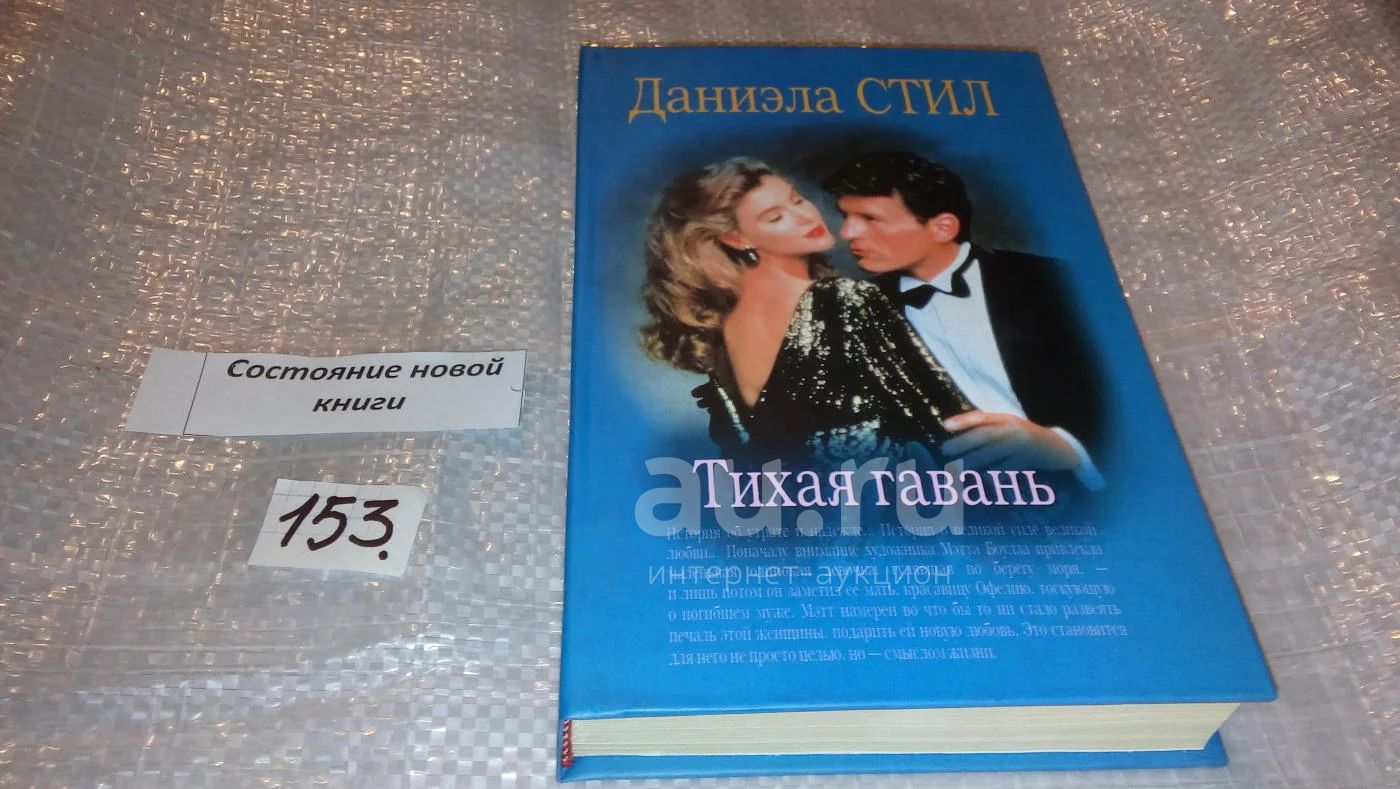 Даниэла СТИЛ
Состояние новой
книги
153.
Тихая гавань
au.ru
интернет-аукцион
История об утрате и надежде... История о великой силе великой
любви... Поначалу внимание художника Мэтта Боулза привлекла
маленькая девочка, гулявшая по берегу моря, —
и лишь потом он заметил ее мать, красавицу Офелию, тоскующую
о погибшем муже. Мэтт намерен во что бы то ни стало развеять
печаль этой женщины, подарить ей новую любовь. Это становится
для него не просто целью, но — смыслом жизни.